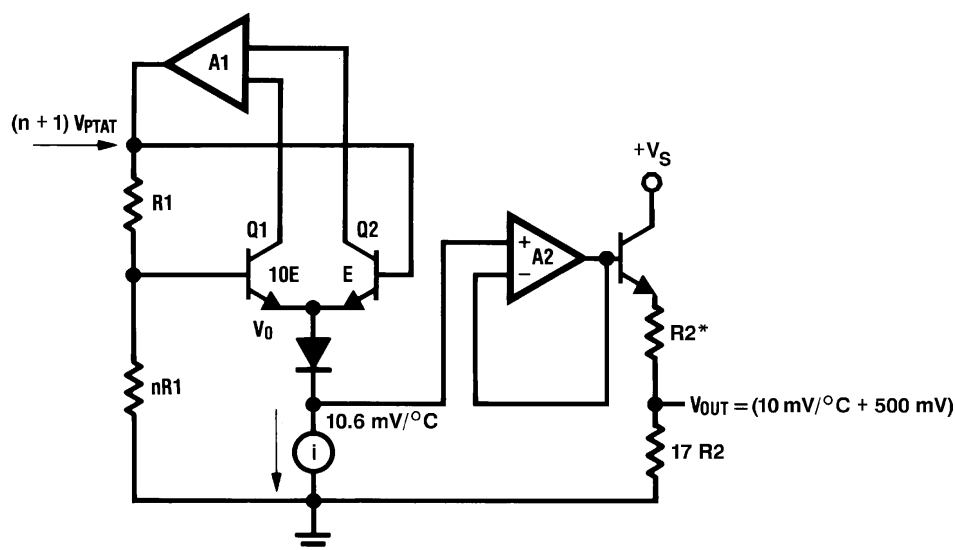 A1
(n + 1) VPTAT
R1
Q1
Q2
+VS
10E
E
+
A2
−
V0
R2*
nR1
10.6 mV/°C
VOUT = (10 mV/°C + 500 mV)
i
17 R2